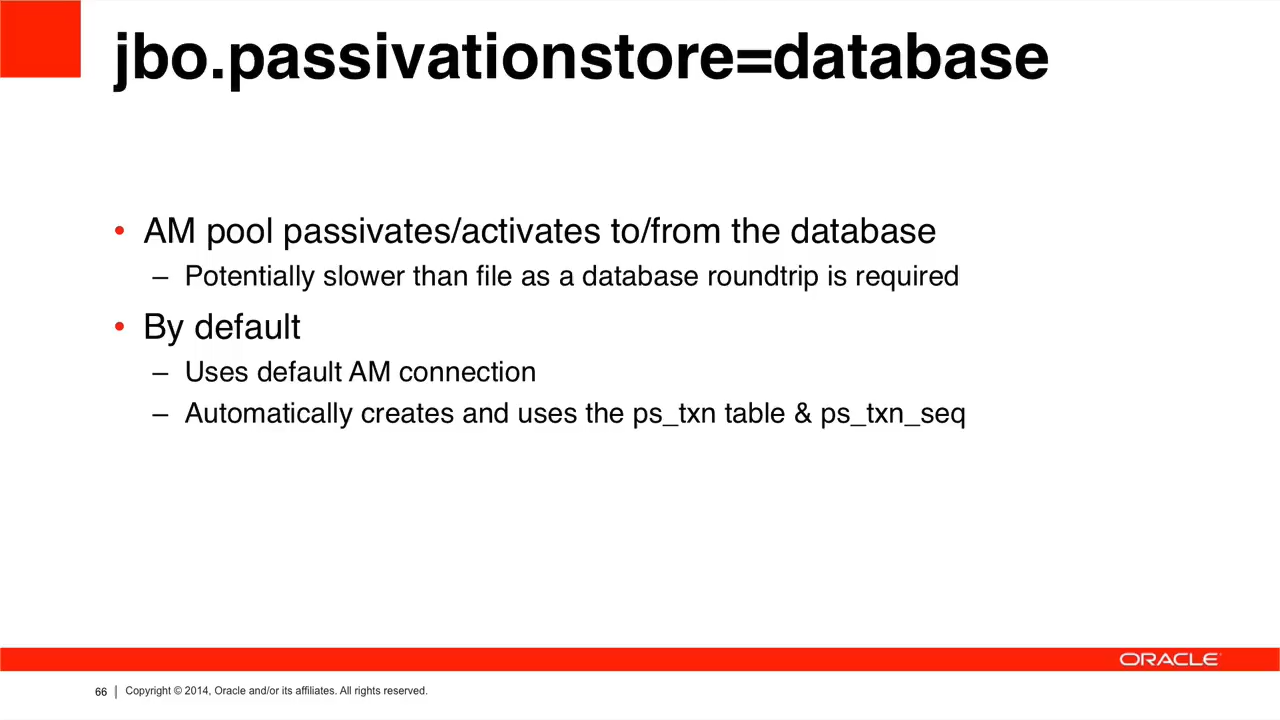 jbo.passivationstore=database
• AM pool passivates/activates to/from the database
– Potentially slower than file as a database roundtrip is required
• By default
– Uses default AM connection
– Automatically creates and uses the ps_txn table & ps_txn_seq
ORACLE
66 | Copyright © 2014, Oracle and/or its affiliates. All rights reserved.